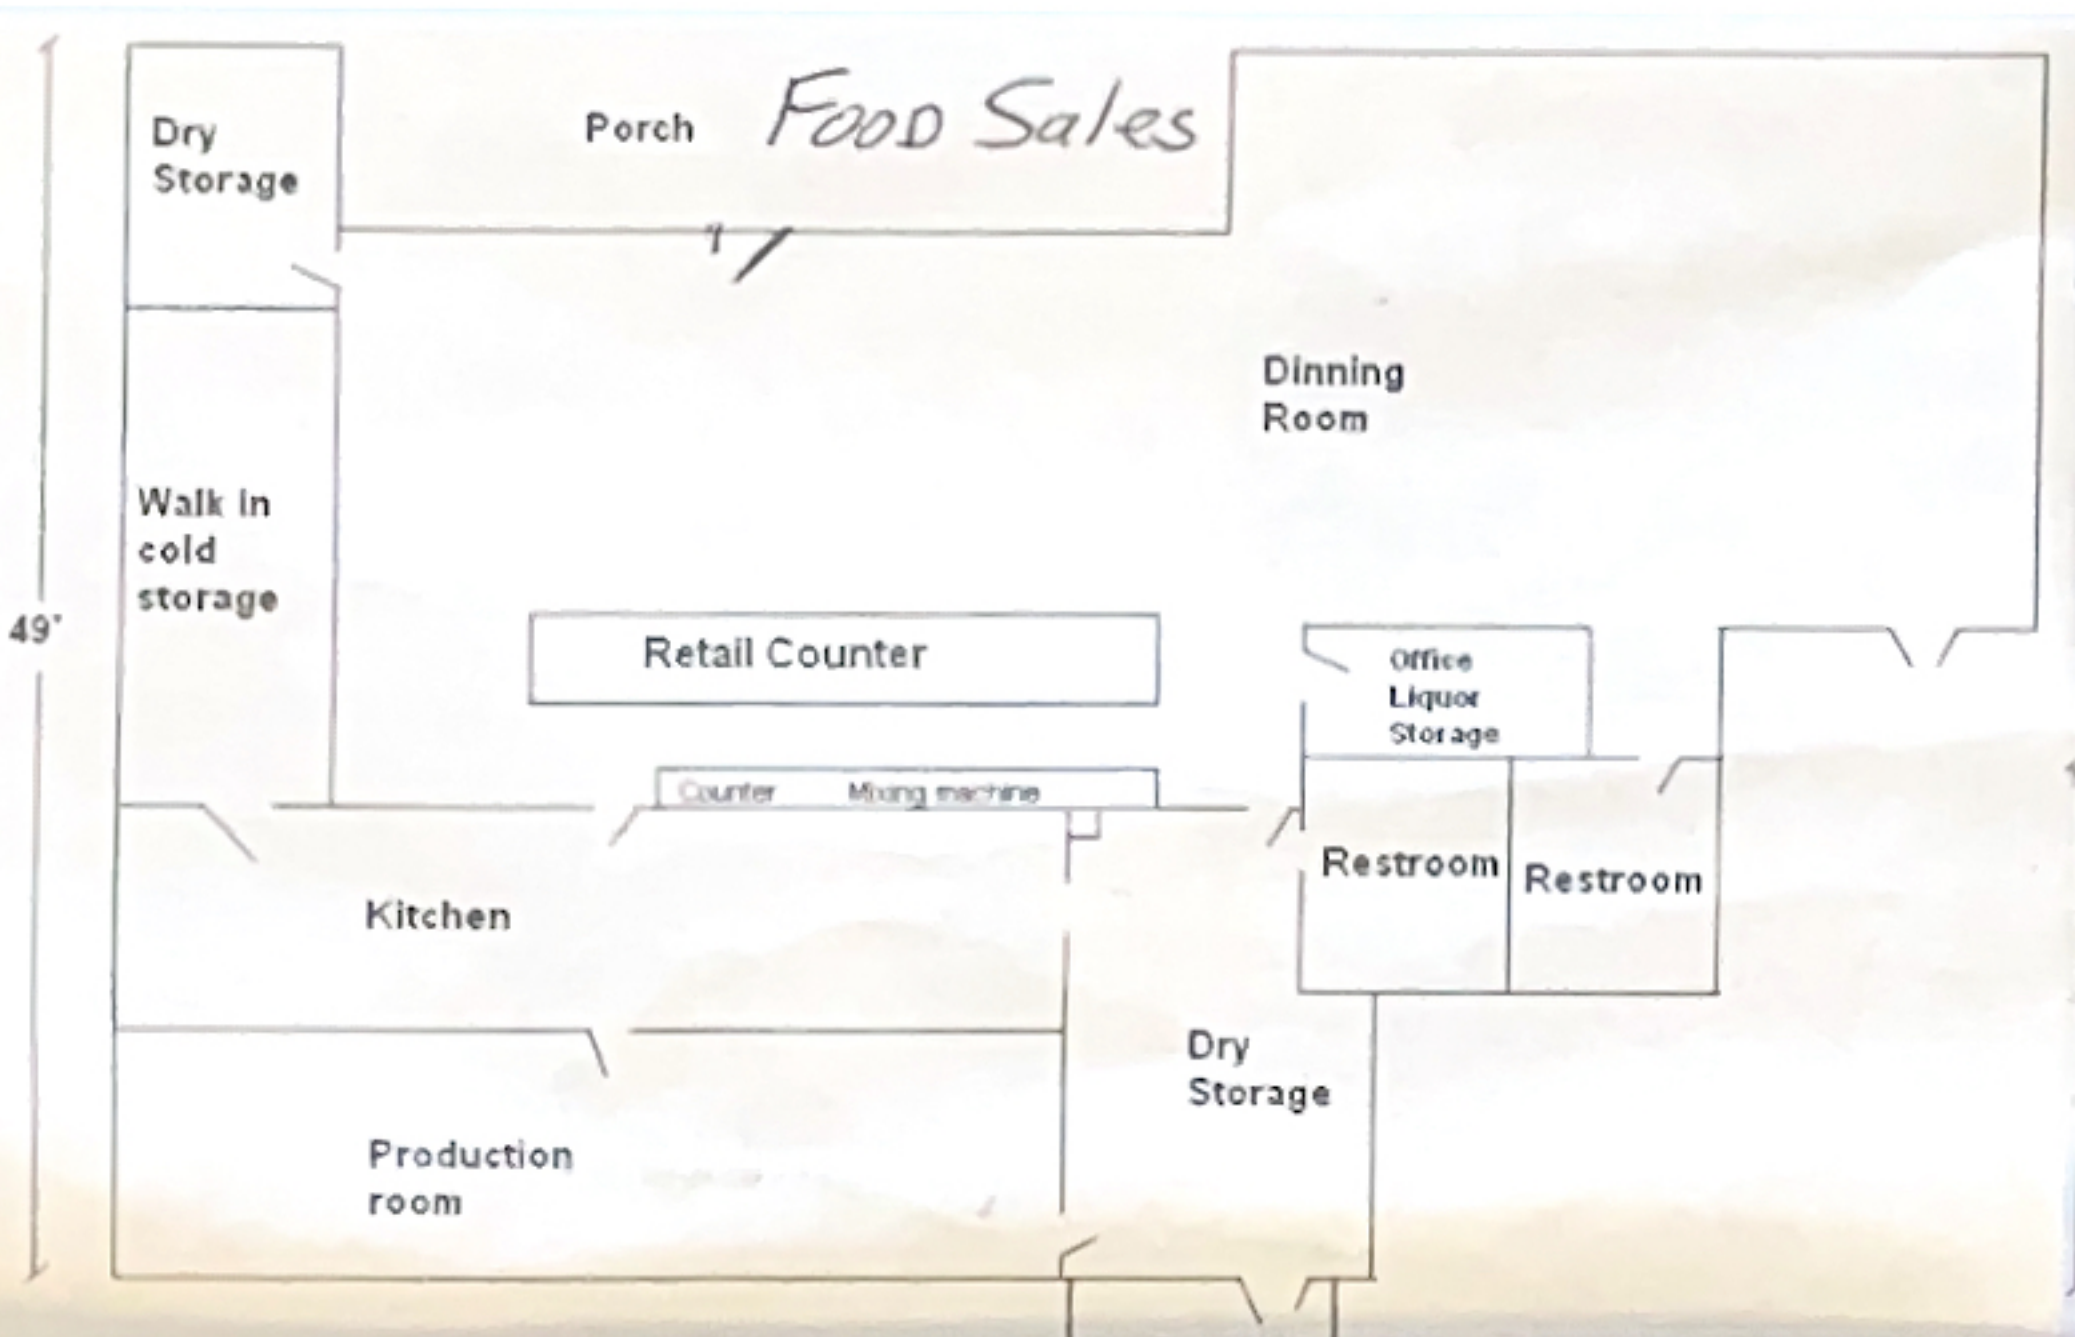 Dry
Storage
Porch
FOOD Sales
Dinning
Room
Walk in
cold
storage
49'
Retail Counter
Office
Liquor
Storage
Counter
Mixing machine
Restroom
Restroom
Kitchen
Dry
Storage
Production
room